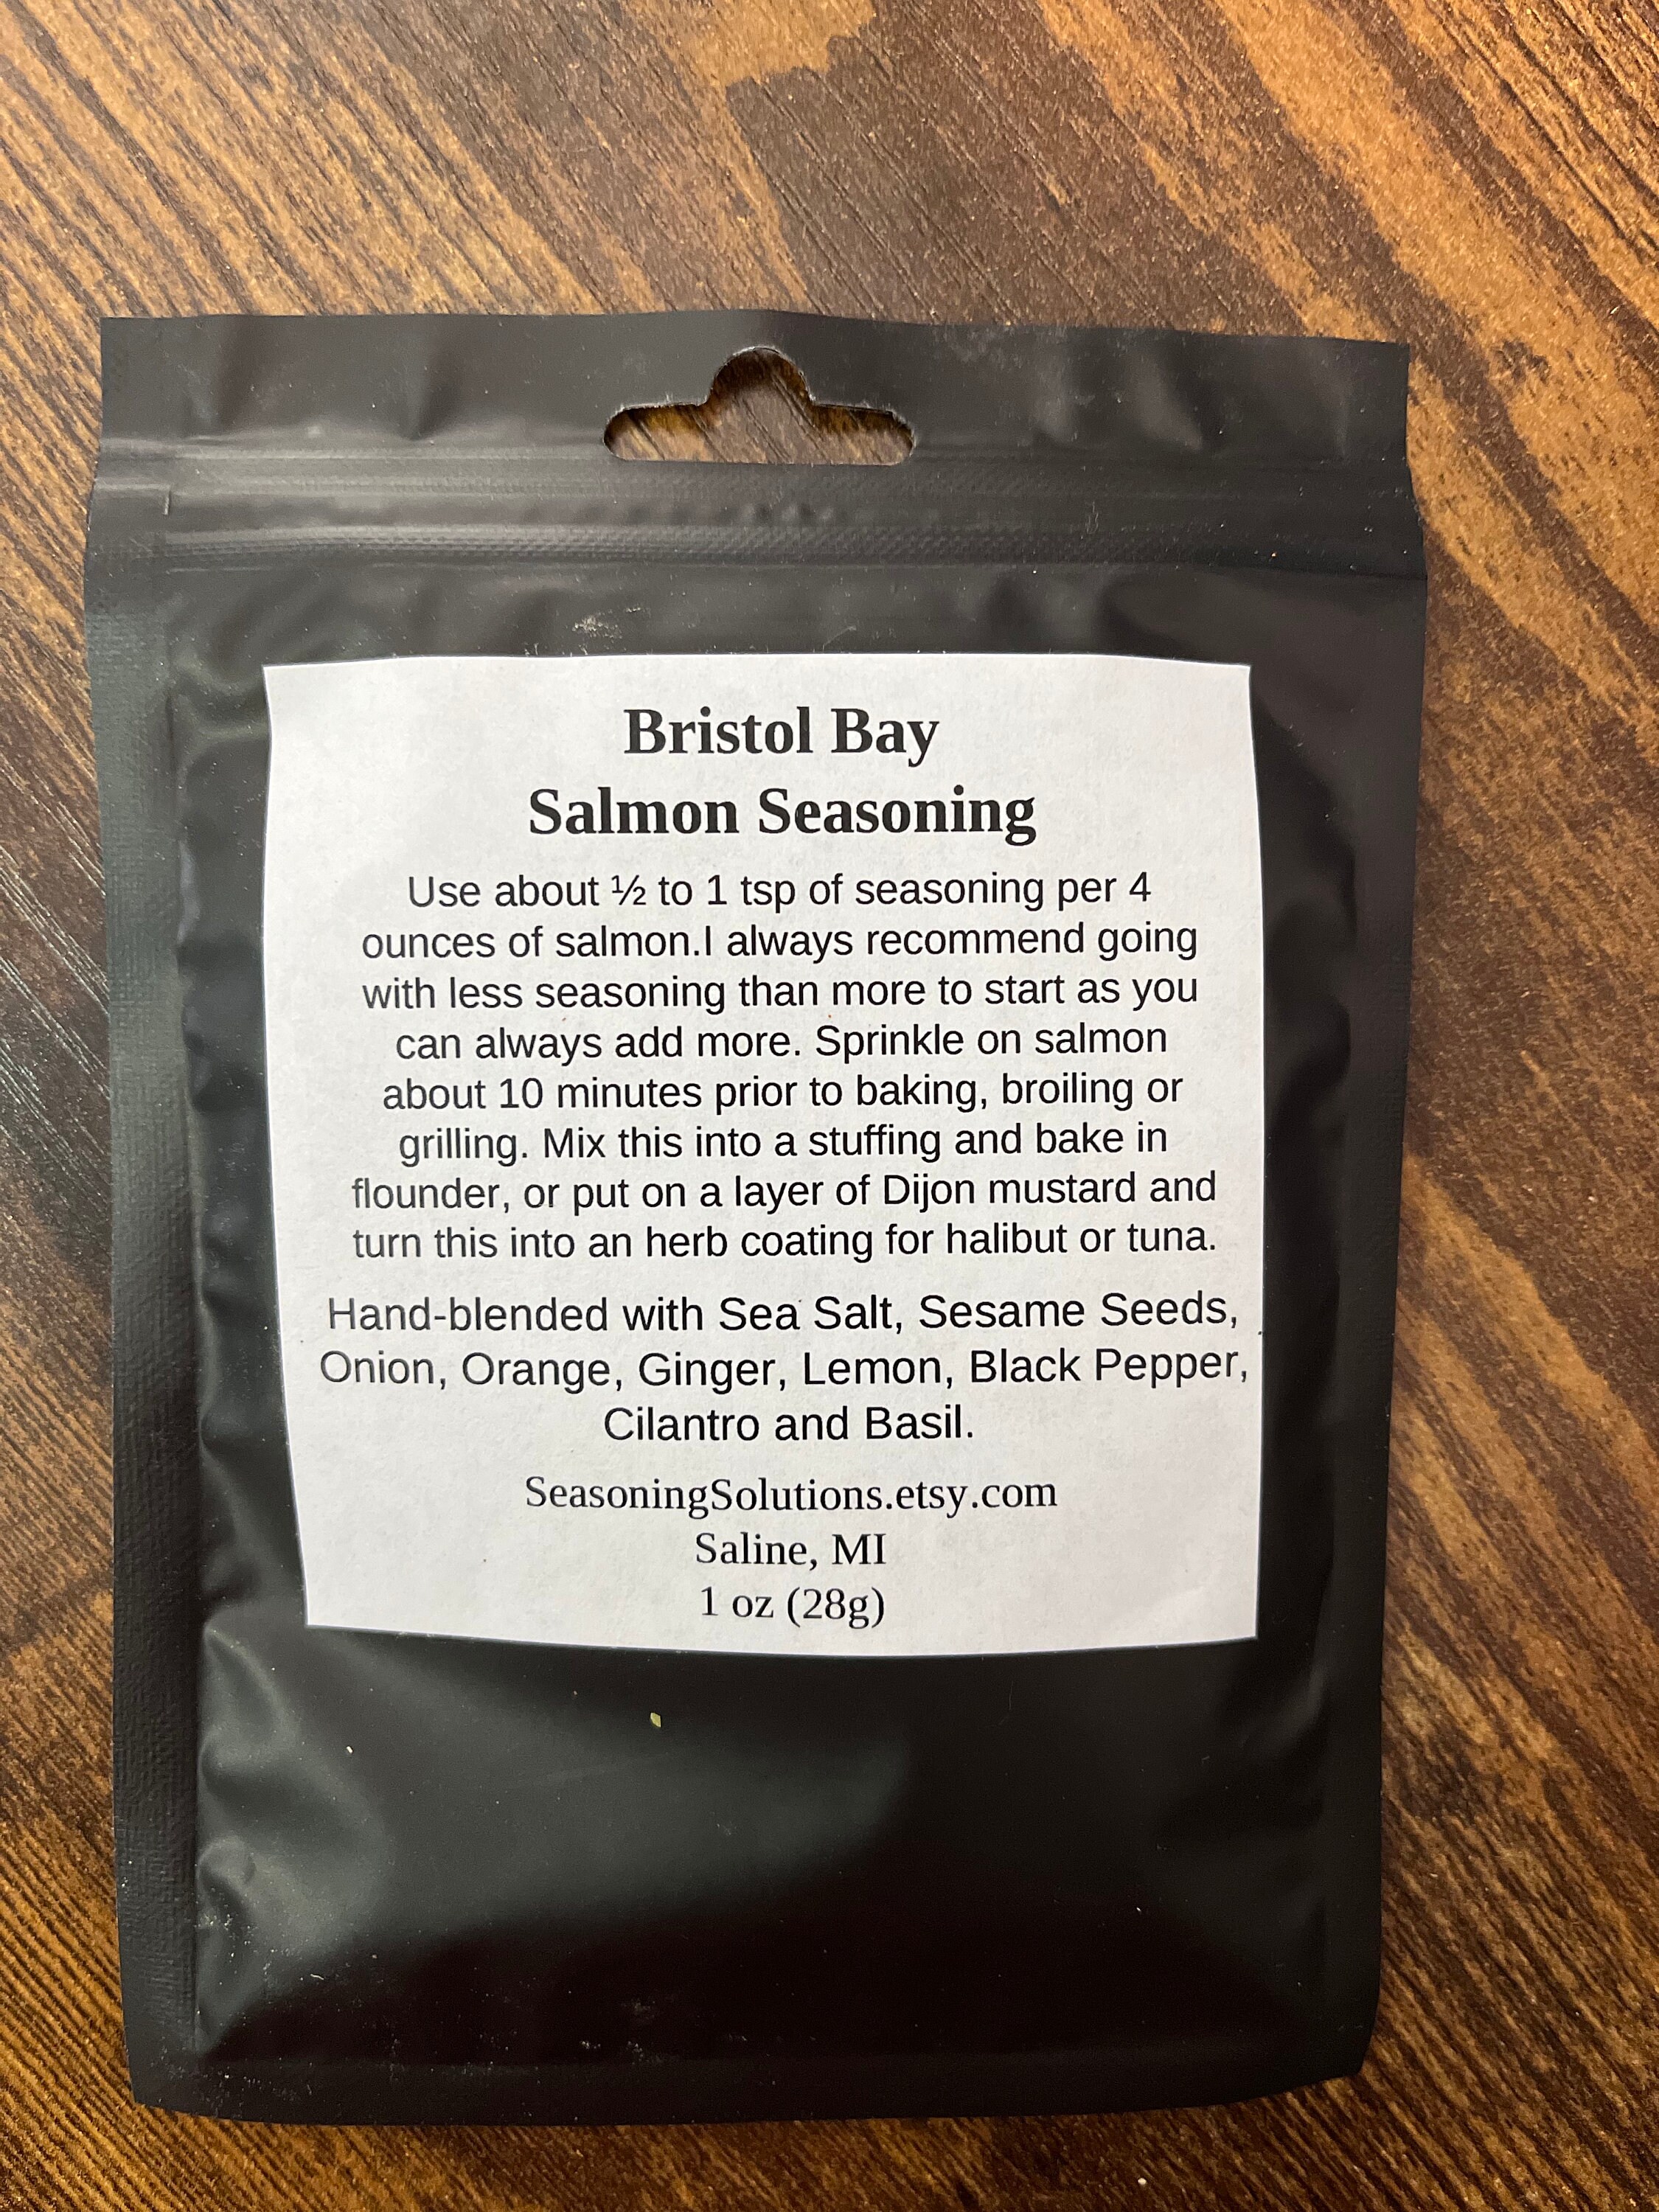 Bristol Bay
Salmon Seasoning
Use about ½ to 1 tsp of seasoning per 4
ounces of salmon.I always recommend going
with less seasoning than more to start as you
can always add more. Sprinkle on salmon
about 10 minutes prior to baking, broiling or
grilling. Mix this into a stuffing and bake in
flounder, or put on a layer of Dijon mustard and
turn this into an herb coating for halibut or tuna.
Hand-blended with Sea Salt, Sesame Seeds,
Onion, Orange, Ginger, Lemon, Black Pepper,
Cilantro and Basil.
SeasoningSolutions.etsy.com
Saline, MI
1 oz (28g)